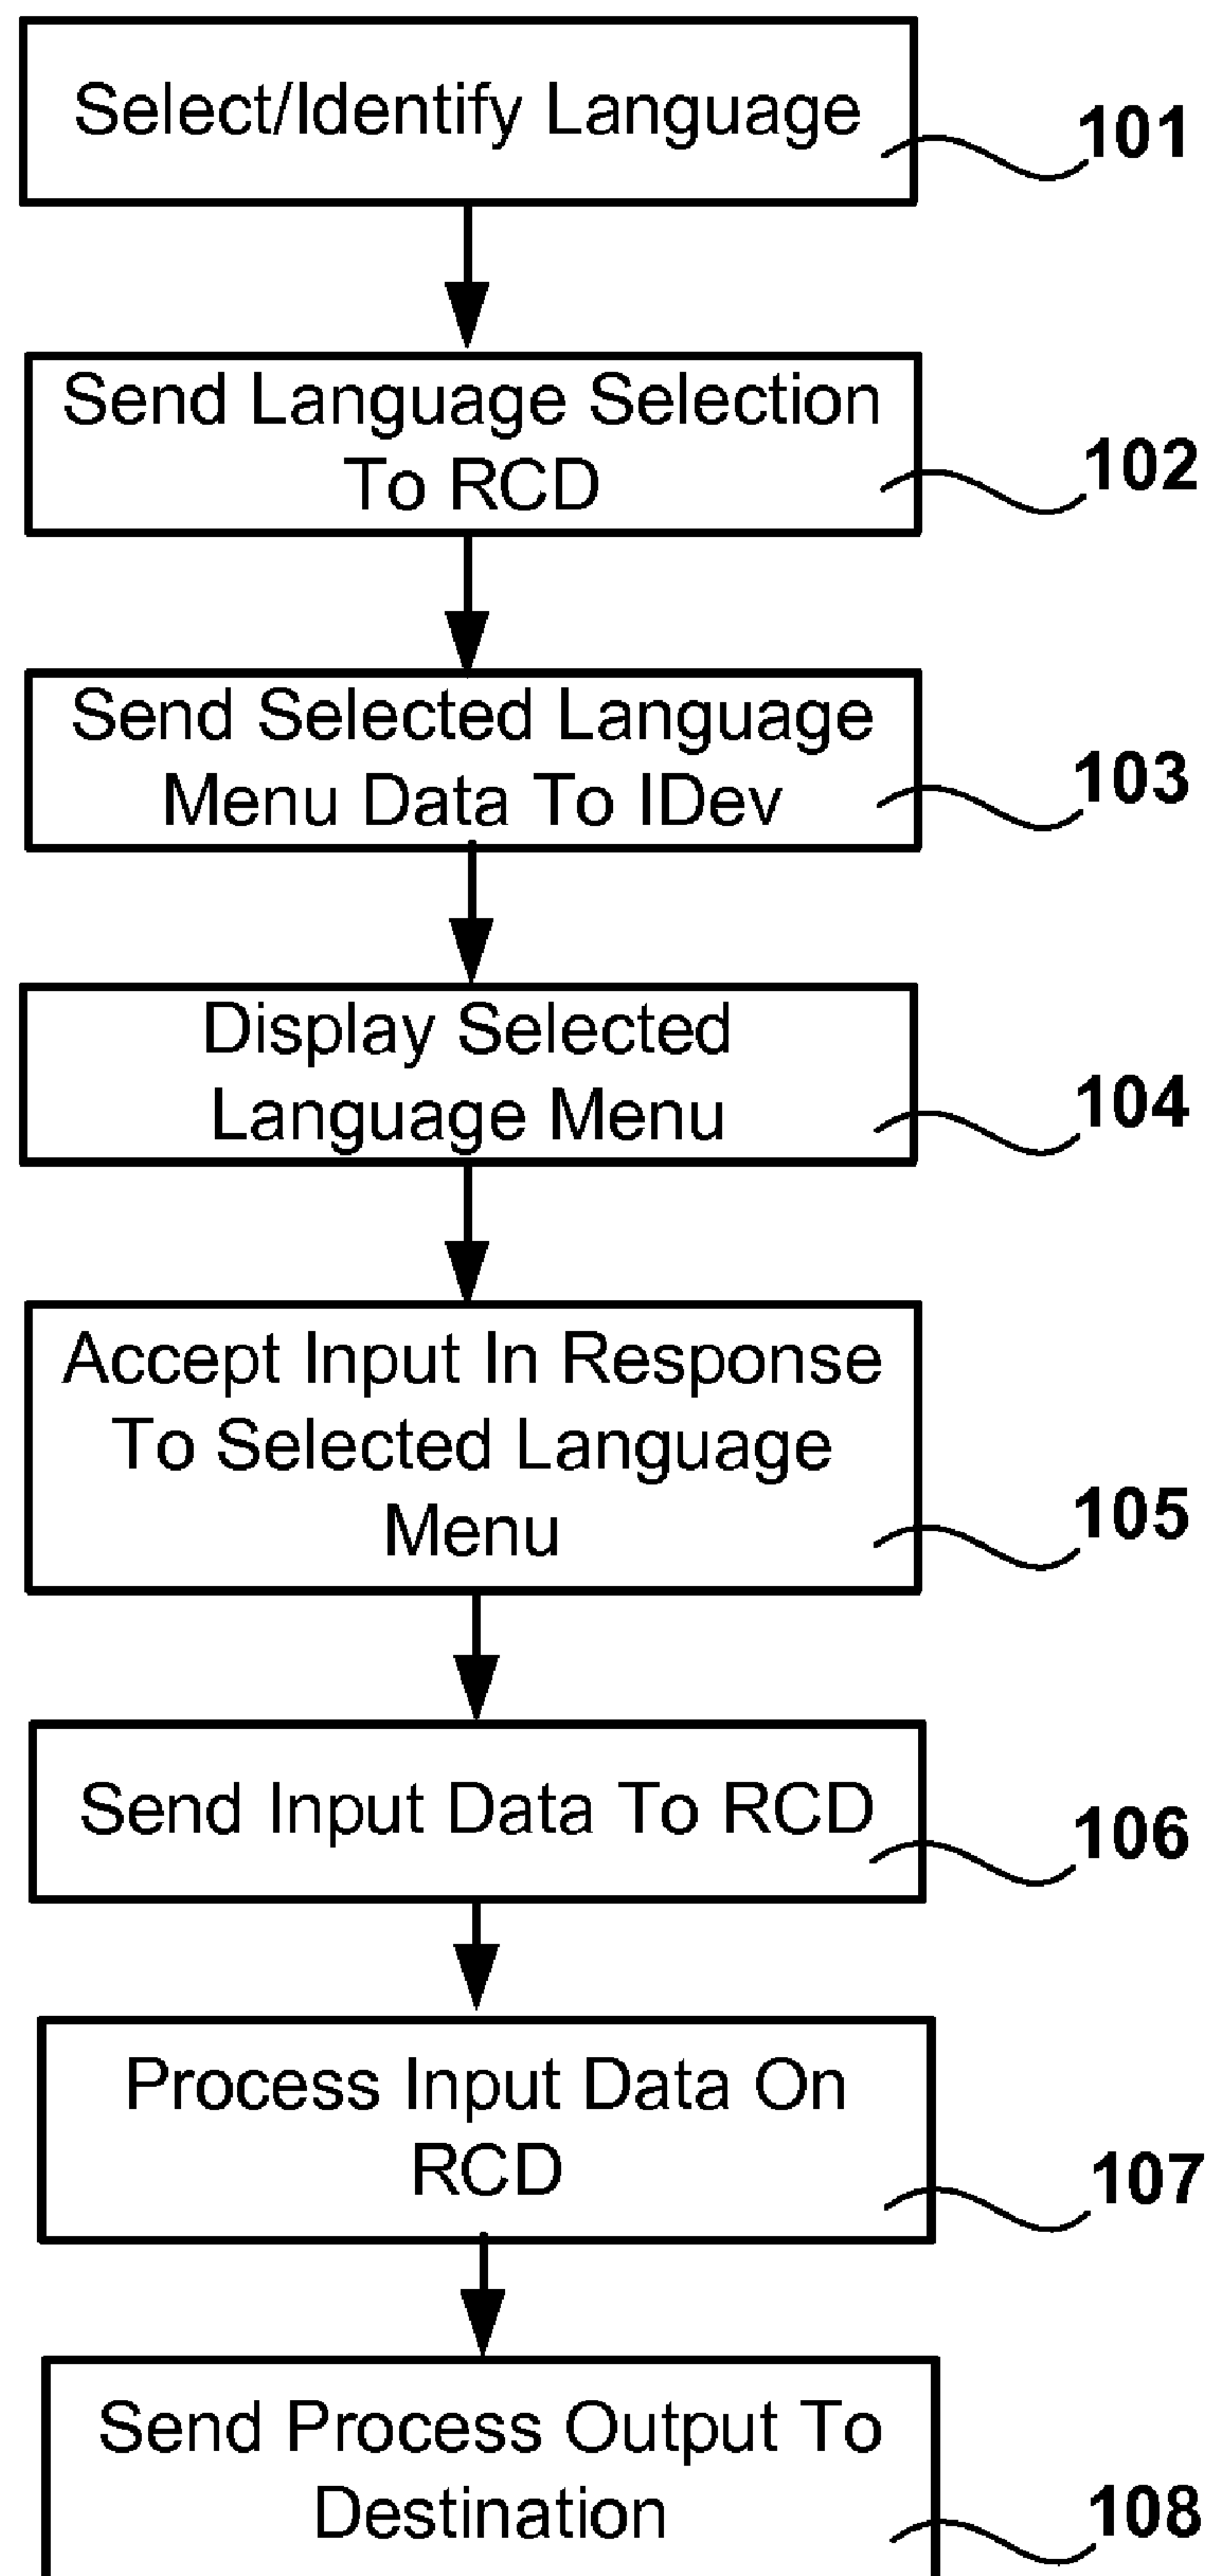 Select/Identify Language
101
Send Language Selection
To RCD
102
Send Selected Language
Menu Data To IDev
103
Display Selected
Language Menu
104
Accept Input In Response
To Selected Language
Menu
105
Send Input Data To RCD
106
Process Input Data On
RCD
107
Send Process Output To
Destination
108